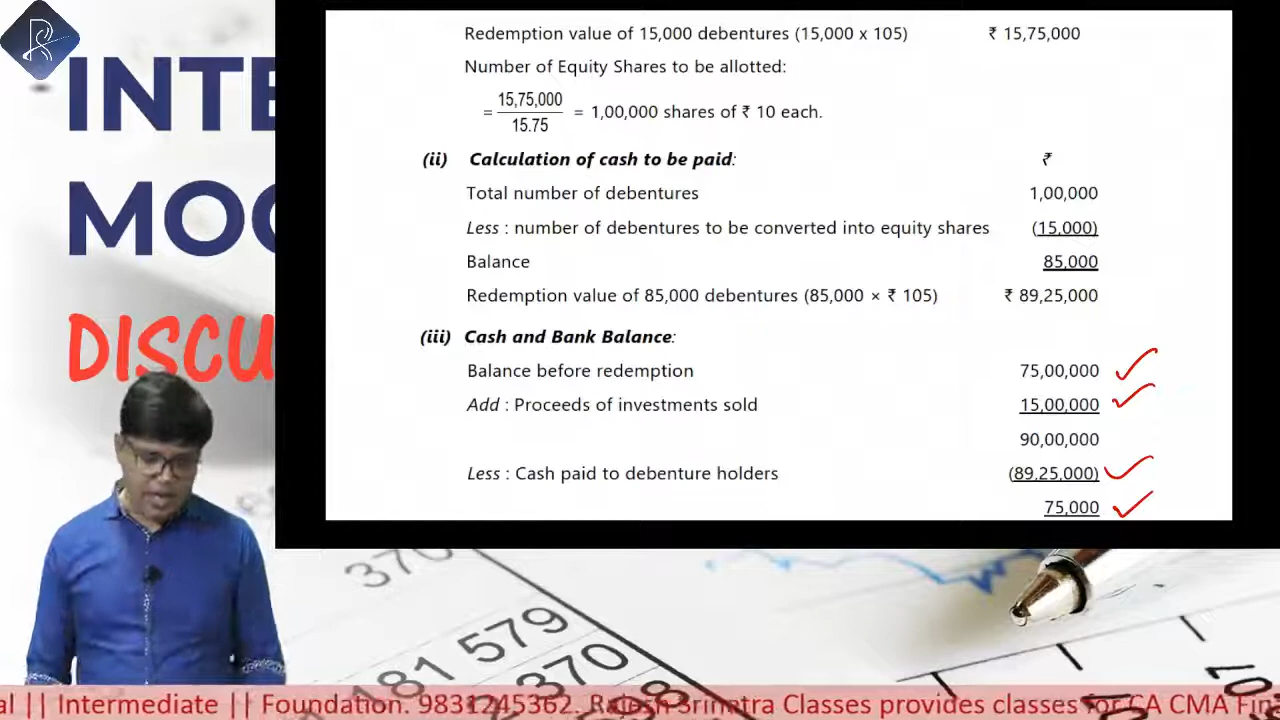 INTE
MOC
DISCU
Redemption value of 15,000 debentures (15,000 x 105) ₹ 15,75,000
Number of Equity Shares to be allotted:
= 15,75,000 / 15.75 = 1,00,000 shares of ₹ 10 each.
(ii) Calculation of cash to be paid: ₹
Total number of debentures 1,00,000
Less : number of debentures to be converted into equity shares (15,000)
Balance 85,000
Redemption value of 85,000 debentures (85,000 × ₹ 105) ₹ 89,25,000
(iii) Cash and Bank Balance:
Balance before redemption 75,00,000
Add : Proceeds of investments sold 15,00,000
90,00,000
Less : Cash paid to debenture holders (89,25,000)
75,000
370
579
181
370
al || Intermediate || Foundation. 9831245362. Rajesh Srimatra Classes provides classes for CA CMA Fina